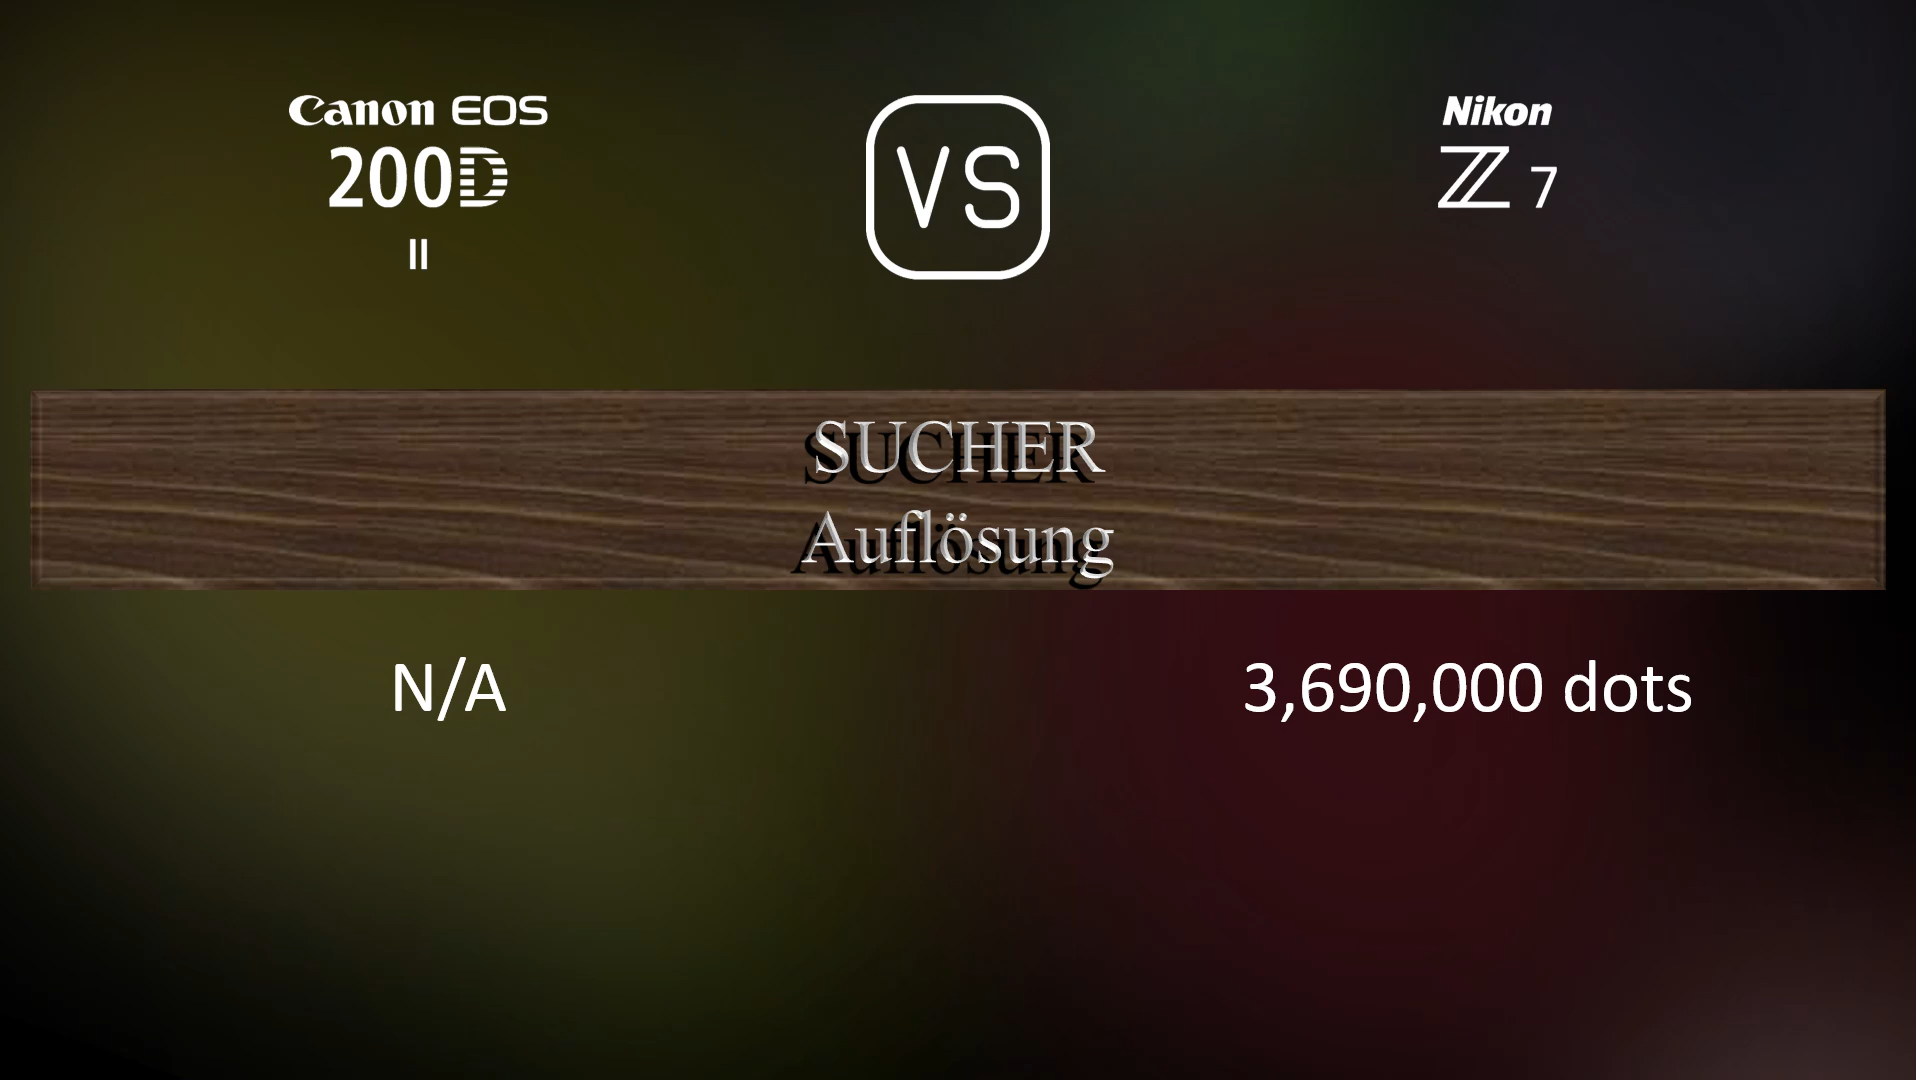 Canon EOS
200D
II
VS
Nikon
Z 7
SUCHER
Auflösung
N/A
3,690,000 dots